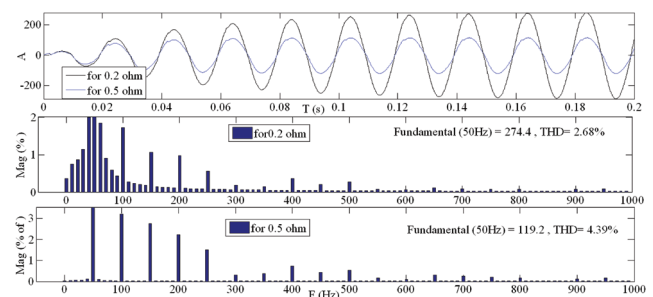 200
0
-200
A
for 0.2 ohm
for 0.5 ohm
0 0.02 0.04 0.06 0.08 0.1 0.12 0.14 0.16 0.18 0.2
T (s)
2
1
0
Mag (%)
for0.2 ohm
Fundamental (50Hz) = 274.4 , THD= 2.68%
0 100 200 300 400 500 600 700 800 900 1000
3
2
1
0
Mag (% of )
for 0.5 ohm
Fundamental (50Hz) = 119.2 , THD= 4.39%
0 100 200 300 400 500 600 700 800 900 1000
F (Hz)